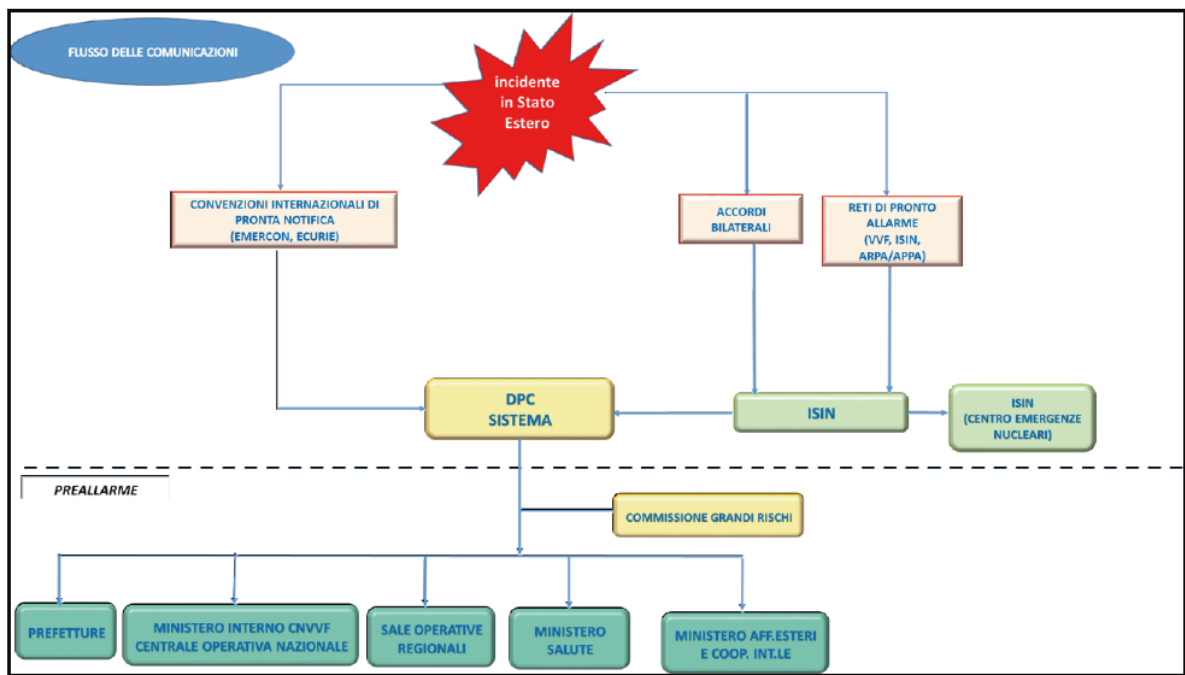 FLUSSO DELLE COMUNICAZIONI
incidente
in Stato
Estero
CONVENZIONI INTERNAZIONALI DI
PRONTA NOTIFICA
(EMERCON, ECURIE)
ACCORDI
BILATERALI
RETI DI PRONTO
ALLARME
(VVF, ISIN,
ARPA/APPA)
DPC
SISTEMA
ISIN
ISIN
(CENTRO EMERGENZE
NUCLEARI)
PREALLARME
COMMISSIONE GRANDI RISCHI
PREFETTURE
MINISTERO INTERNO CNVVF
CENTRALE OPERATIVA NAZIONALE
SALE OPERATIVE
REGIONALI
MINISTERO
SALUTE
MINISTERO AFF.ESTERI
E COOP. INT.LE